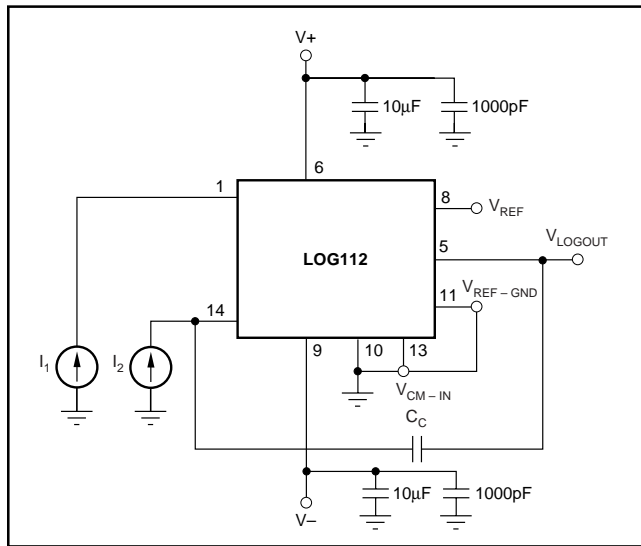 V+
10µF
1000pF
6
1
8
V_REF
V_LOGOUT
5
LOG112
V_REF – GND
11
14
9
10
13
I_1
I_2
V_CM – IN
C_C
10µF
1000pF
V–